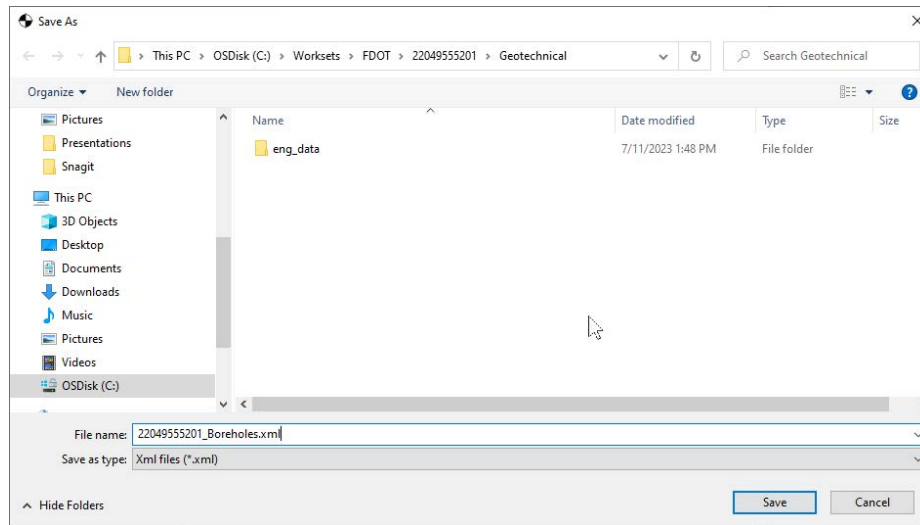 Save As
This PC > OSDisk (C:) > Worksets > FDOT > 22049555201 > Geotechnical
Search Geotechnical
Organize
New folder
Name
Date modified
Type
Size
Pictures
Presentations
Snagit
This PC
3D Objects
Desktop
Documents
Downloads
Music
Pictures
Videos
OSDisk (C:)
eng_data
7/11/2023 1:48 PM
File folder
File name: 22049555201_Boreholes.xml
Save as type: Xml files (*.xml)
Hide Folders
Save
Cancel